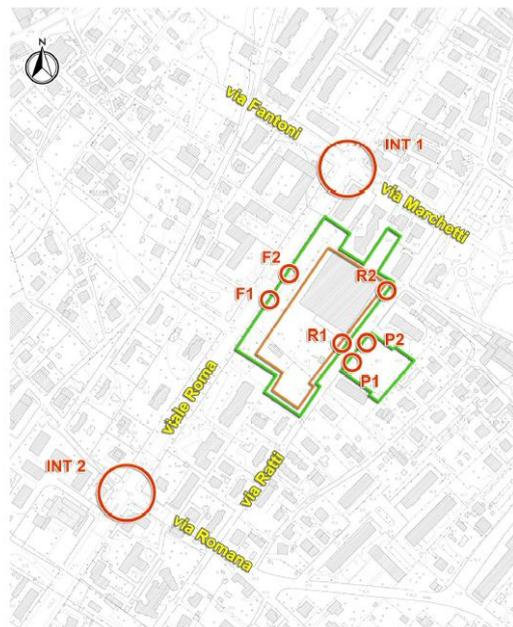 N
via Fantoni
INT 1
via Marchetti
F2
R2
F1
R1
P2
P1
viale Roma
INT 2
via Ratti
via Romana